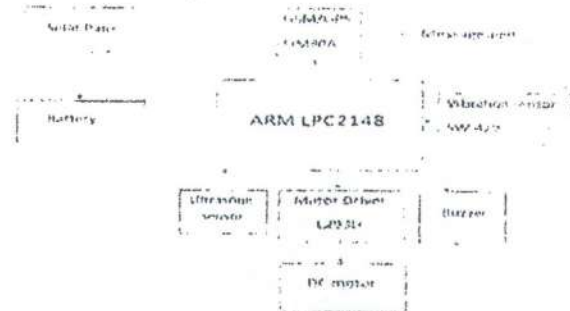 Solar Panel
GSM/GPS
Battery
ARM LPC2148
Vibration sensor
SW-420
Ultrasonic
sensor
Motor Driver
L293D
Buzzer
DC motor